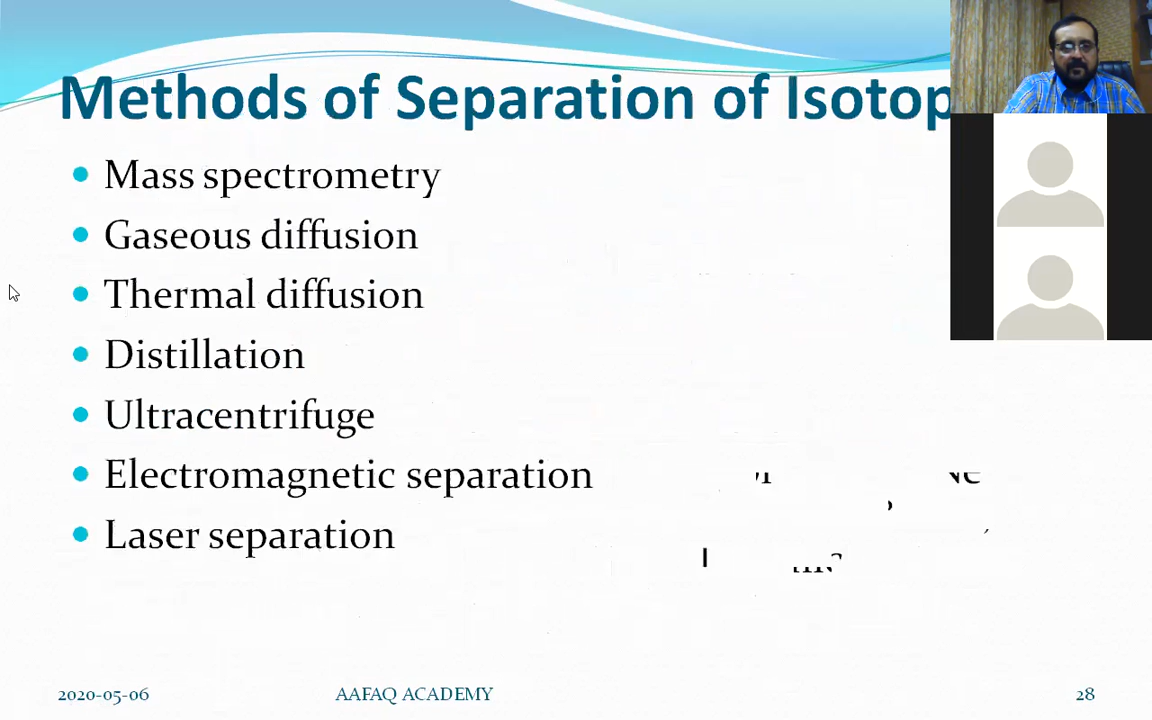 Methods of Separation of Isotop
Mass spectrometry
Gaseous diffusion
Thermal diffusion
Distillation
Ultracentrifuge
Electromagnetic separation
Laser separation
2020-05-06 AAFAQ ACADEMY 28